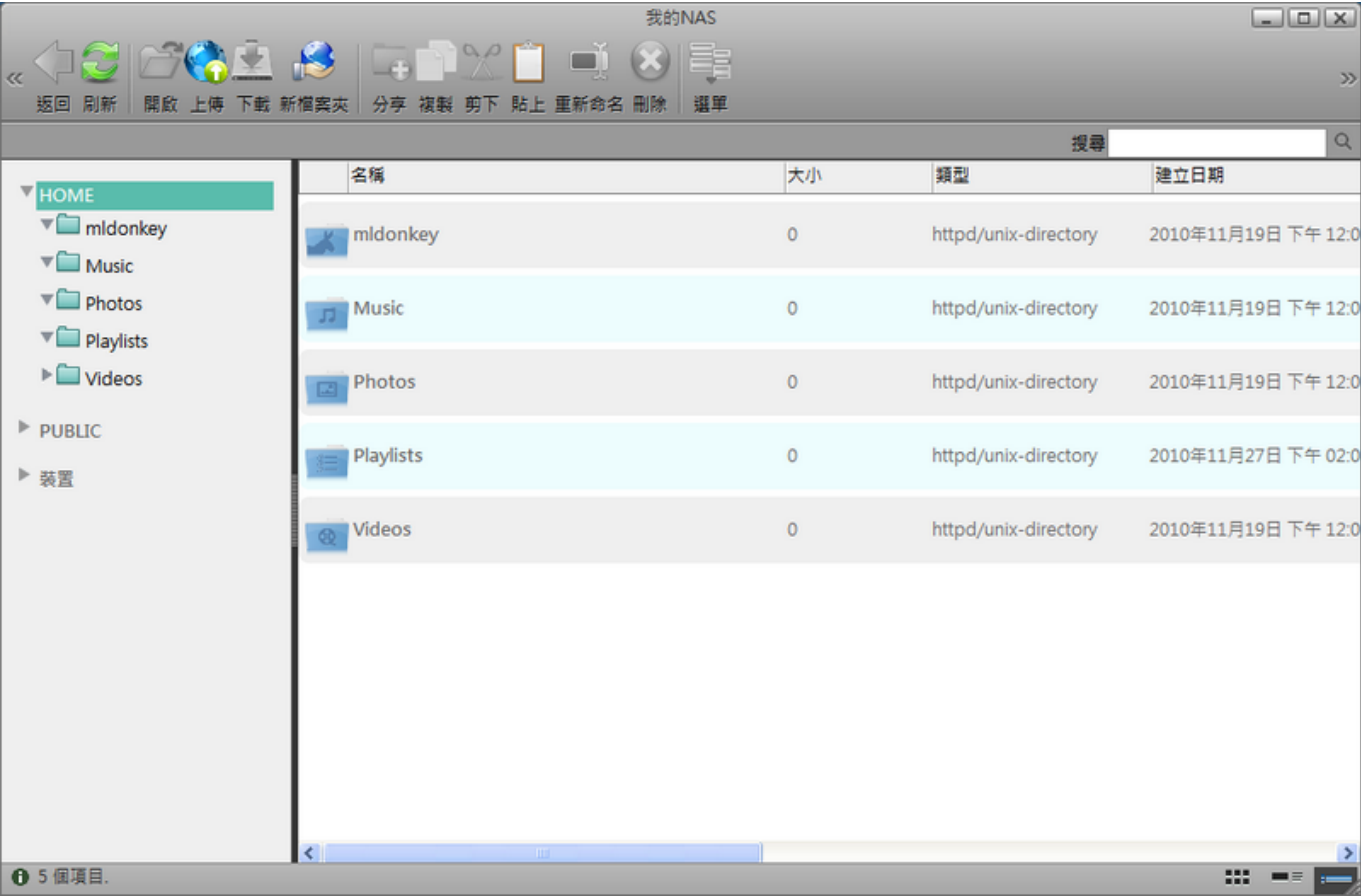 我的NAS
返回 刷新 開啟 上傳 下載 新檔案夾 分享 複製 剪下 貼上 重新命名 刪除 選單
搜尋
HOME
mldonkey
Music
Photos
Playlists
Videos
PUBLIC
裝置
名稱 大小 類型 建立日期
mldonkey 0 httpd/unix-directory 2010年11月19日 下午 12:0
Music 0 httpd/unix-directory 2010年11月19日 下午 12:0
Photos 0 httpd/unix-directory 2010年11月19日 下午 12:0
Playlists 0 httpd/unix-directory 2010年11月27日 下午 02:0
Videos 0 httpd/unix-directory 2010年11月19日 下午 12:0
5 個項目.